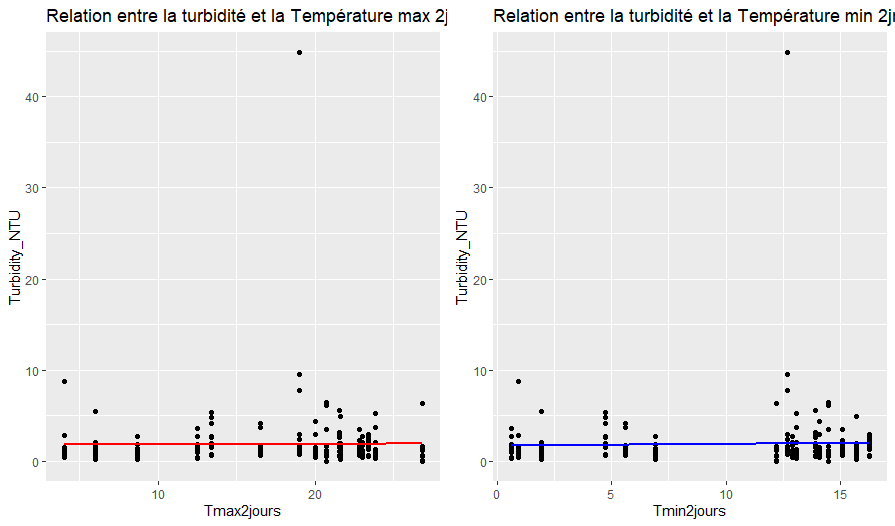 Relation entre la turbidité et la Température max 2j
Turbidity_NTU
40
30
20
10
0
10
20
Tmax2jours
Relation entre la turbidité et la Température min 2jr
Turbidity_NTU
40
30
20
10
0
0
5
10
15
Tmin2jours